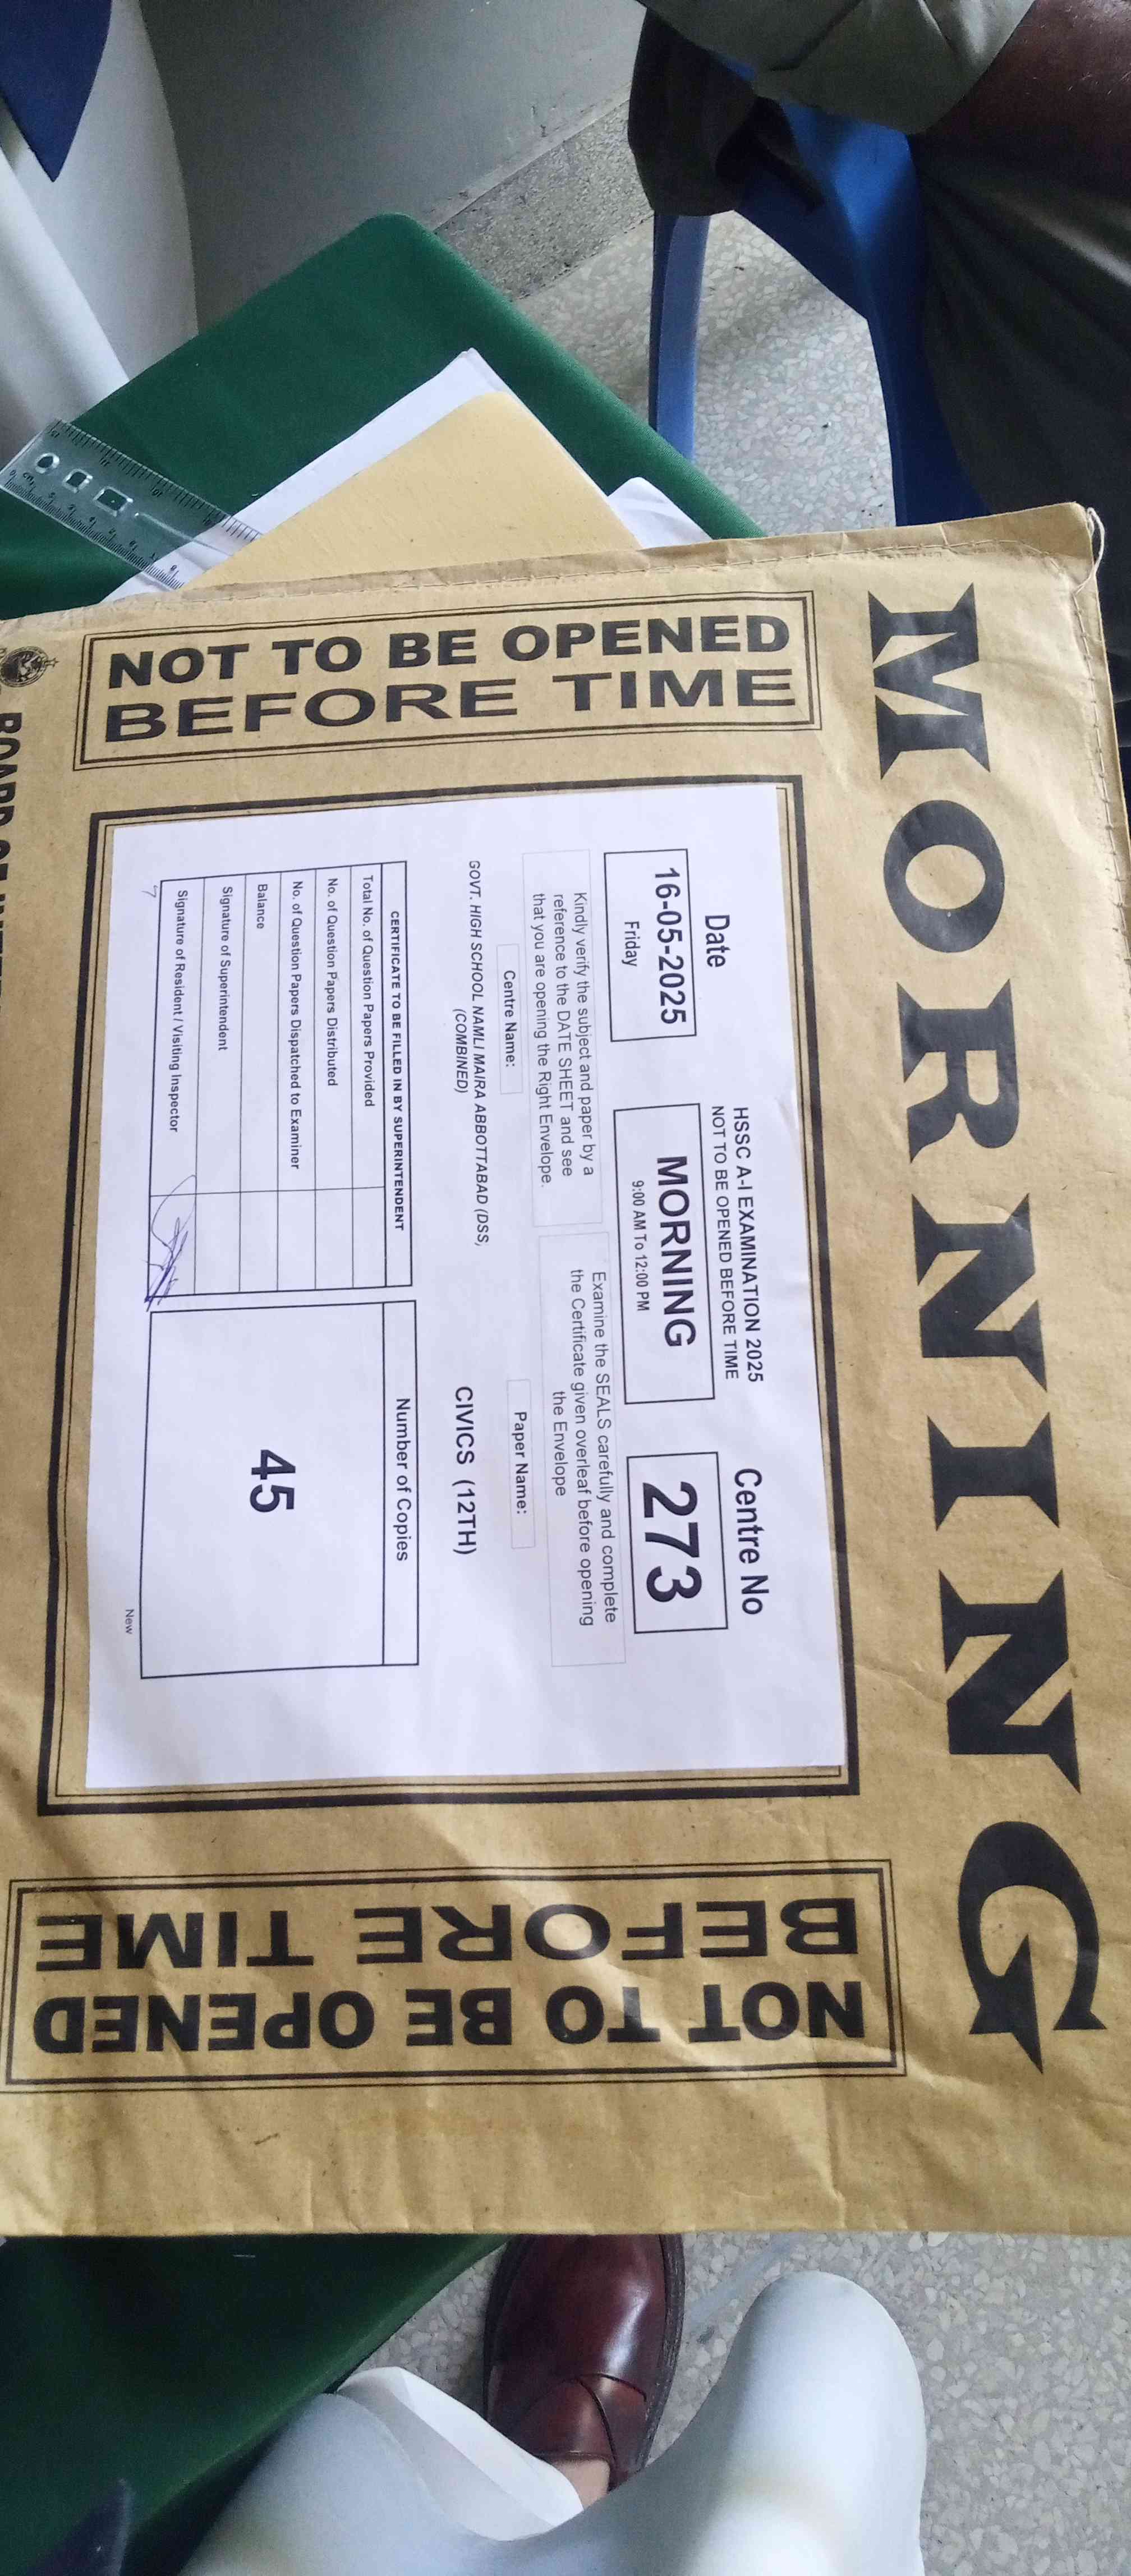 MORNING
NOT TO BE OPENED
BEFORE TIME
Date
16-05-2025
Friday
HSSC A-I EXAMINATION 2025
NOT TO BE OPENED BEFORE TIME
MORNING
9:00 AM To 12:00 PM
Centre No
273
Kindly verify the subject and paper by a
reference to the DATE SHEET and see
that you are opening the Right Envelope.
Examine the SEALS carefully and complete
the Certificate given overleaf before opening
the Envelope
Centre Name:
GOVT. HIGH SCHOOL NAMLI MAIRA ABBOTTABAD (DSS,
(COMBINED)
Paper Name:
CIVICS (12TH)
CERTIFICATE TO BE FILLED IN BY SUPERINTENDENT
Total No. of Question Papers Provided
No. of Question Papers Distributed
No. of Question Papers Dispatched to Examiner
Balance
Signature of Superintendent
Signature of Resident / Visiting Inspector
Number of Copies
45
New
NOT TO BE OPENED
BEFORE TIME